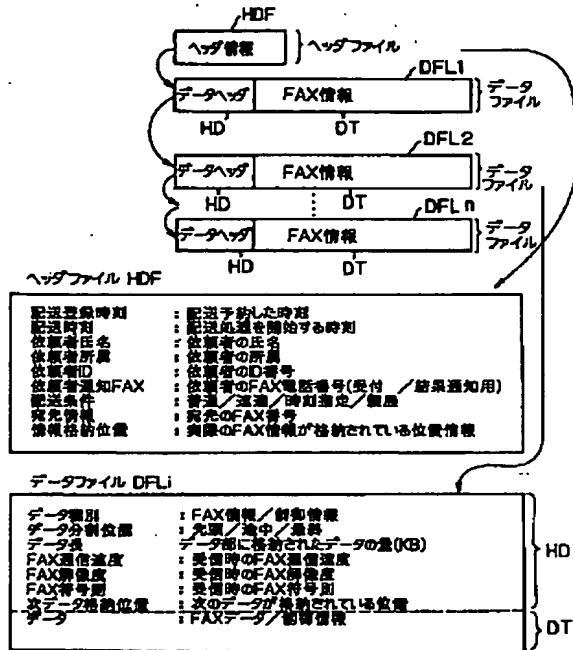 HDF
ヘッダ情報
ヘッダファイル
DFL1
データヘッダ FAX情報
データ
ファイル
HD DT
DFL2
データヘッダ FAX情報
データ
ファイル
HD DT
DFLn
データヘッダ FAX情報
データ
ファイル
HD DT
ヘッダファイル HDF
配送登録時刻 : 配送予約した時刻
配送時刻 : 配送処理を開始する時刻
依頼者氏名 : 依頼者の氏名
依頼者所属 : 依頼者の所属
依頼者ID : 依頼者のID番号
依頼者通知FAX : 依頼者のFAX電話番号(受付 /結果通知用)
配送条件 : 普通/速達/時刻指定/親展
宛先情報 : 宛先のFAX番号
情報格納位置 : 実際のFAX情報が格納されている位置情報
データファイル DFLi
データ種別 : FAX情報/制御情報
データ分割位置 : 先頭/途中/最終
データ長 データ部に格納されたデータの量(KB)
FAX通信速度 : 受信時のFAX通信速度
FAX解像度 : 受信時のFAX解像度
FAX符号則 : 受信時のFAX符号則
次データ格納位置 : 次のデータが格納されている位置
HD
データ : FAXデータ/制御情報
DT